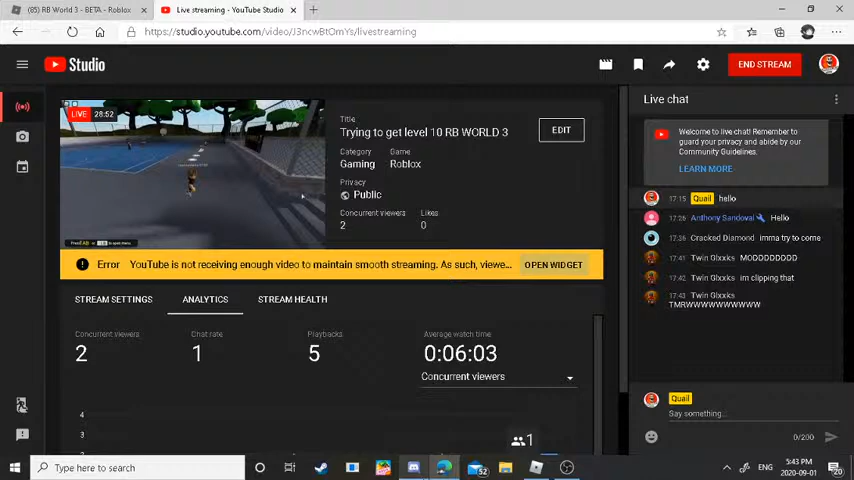 (85) RB World 3 - BETA - Roblox
Live streaming - YouTube Studio
https://studio.youtube.com/video/J3ncwBtOmYs/livestreaming
Studio
END STREAM
LIVE 28:52
Title
Trying to get level 10 RB WORLD 3
EDIT
Category
Game
Gaming
Roblox
Privacy
Public
Concurrent viewers
Likes
2
0
Error YouTube is not receiving enough video to maintain smooth streaming. As such, viewe...
OPEN WIDGET
STREAM SETTINGS
ANALYTICS
STREAM HEALTH
Concurrent viewers
Chat rate
Playbacks
Average watch time
2
1
5
0:06:03
Concurrent viewers
4
3
1
Live chat
Welcome to live chat! Remember to
guard your privacy and abide by our
Community Guidelines.
LEARN MORE
17:15 Quail hello
17:26 Anthony Sandoval Hello
17:36 Cracked Diamond imma try to come
17:41 Twin Glxxks MODDDDDDDD
17:42 Twin Glxxks im clipping that
17:43 Twin Glxxks
TMRWWWWWWWWWW
Quail
Say something...
0/200
Type here to search
52
ENG
5:43 PM
2020-09-01
20